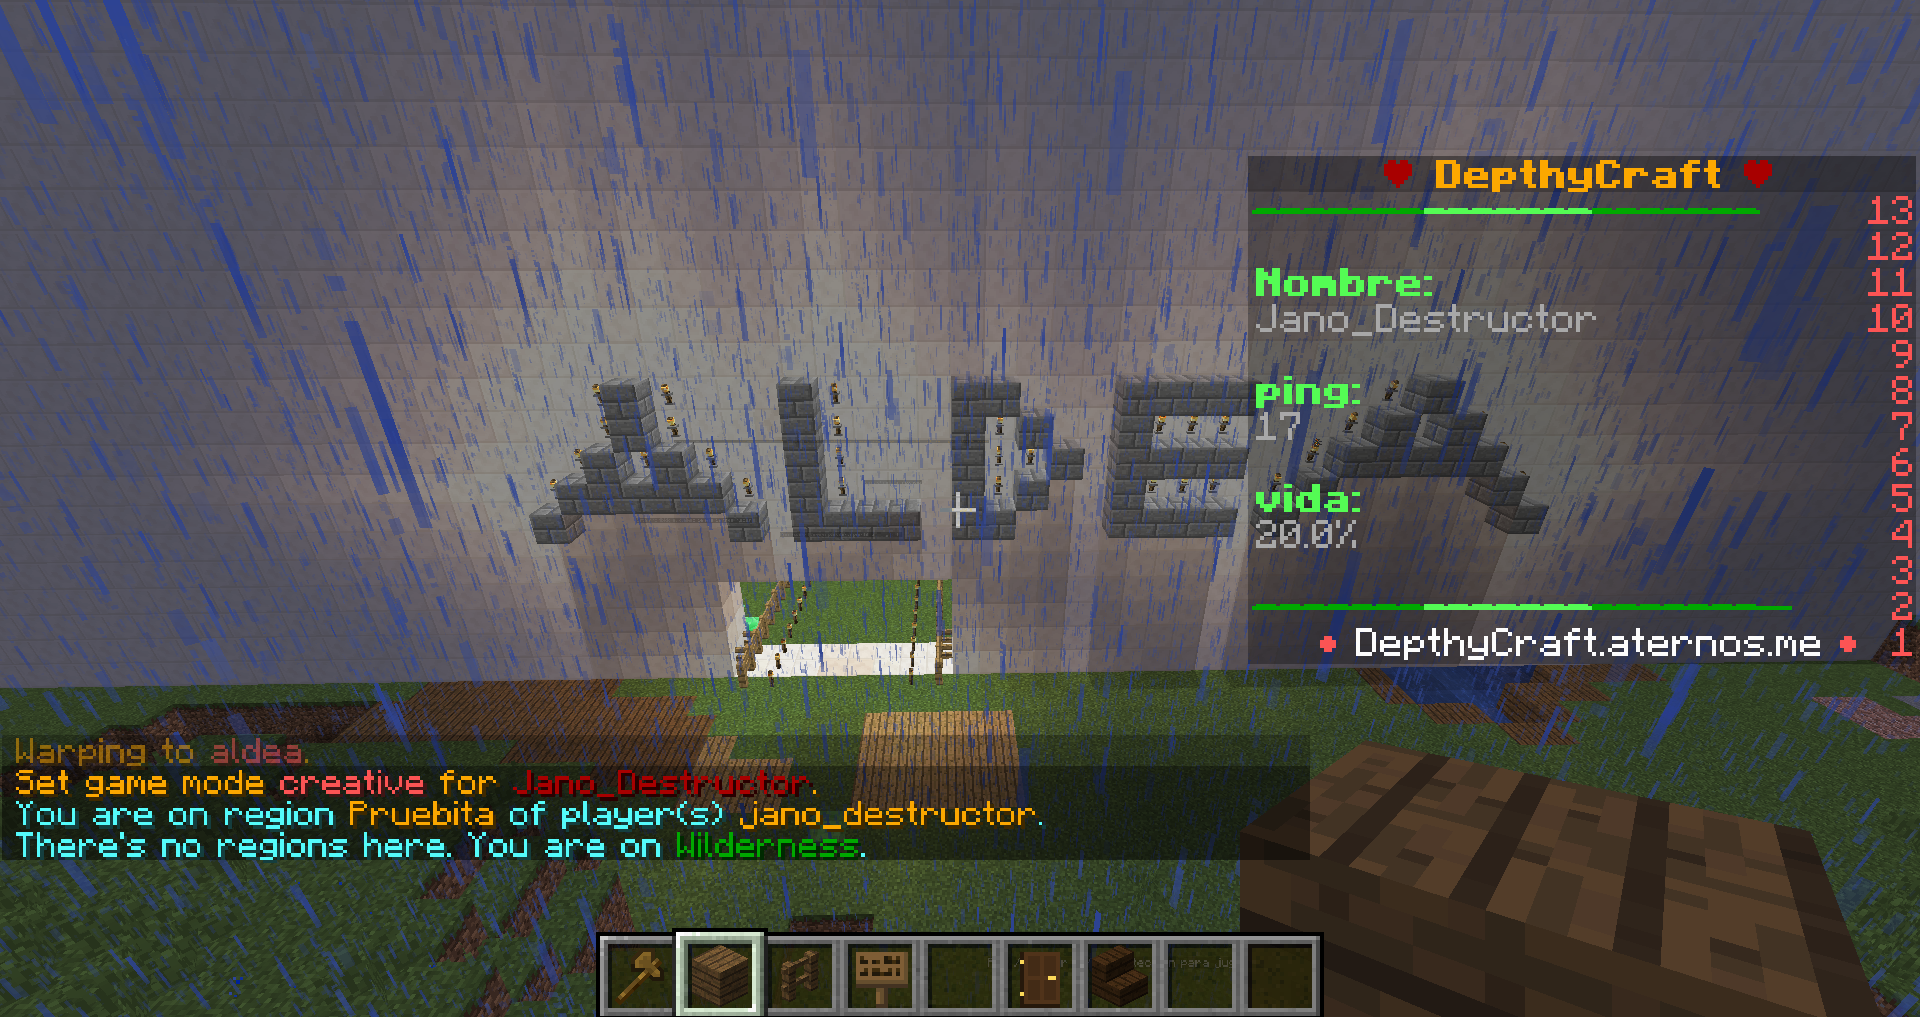 ALDEA
❤ DepthyCraft ❤
13
12
Nombre: 11
Jano_Destructor 10
9
ping: 8
17 7
6
vida: 5
20.0% 4
3
2
• DepthyCraft.aternos.me • 1
Warping to aldea.
Set game mode creative for Jano_Destructor.
You are on region Pruebita of player(s) jano_destructor.
There's no regions here. You are on Wilderness.
para